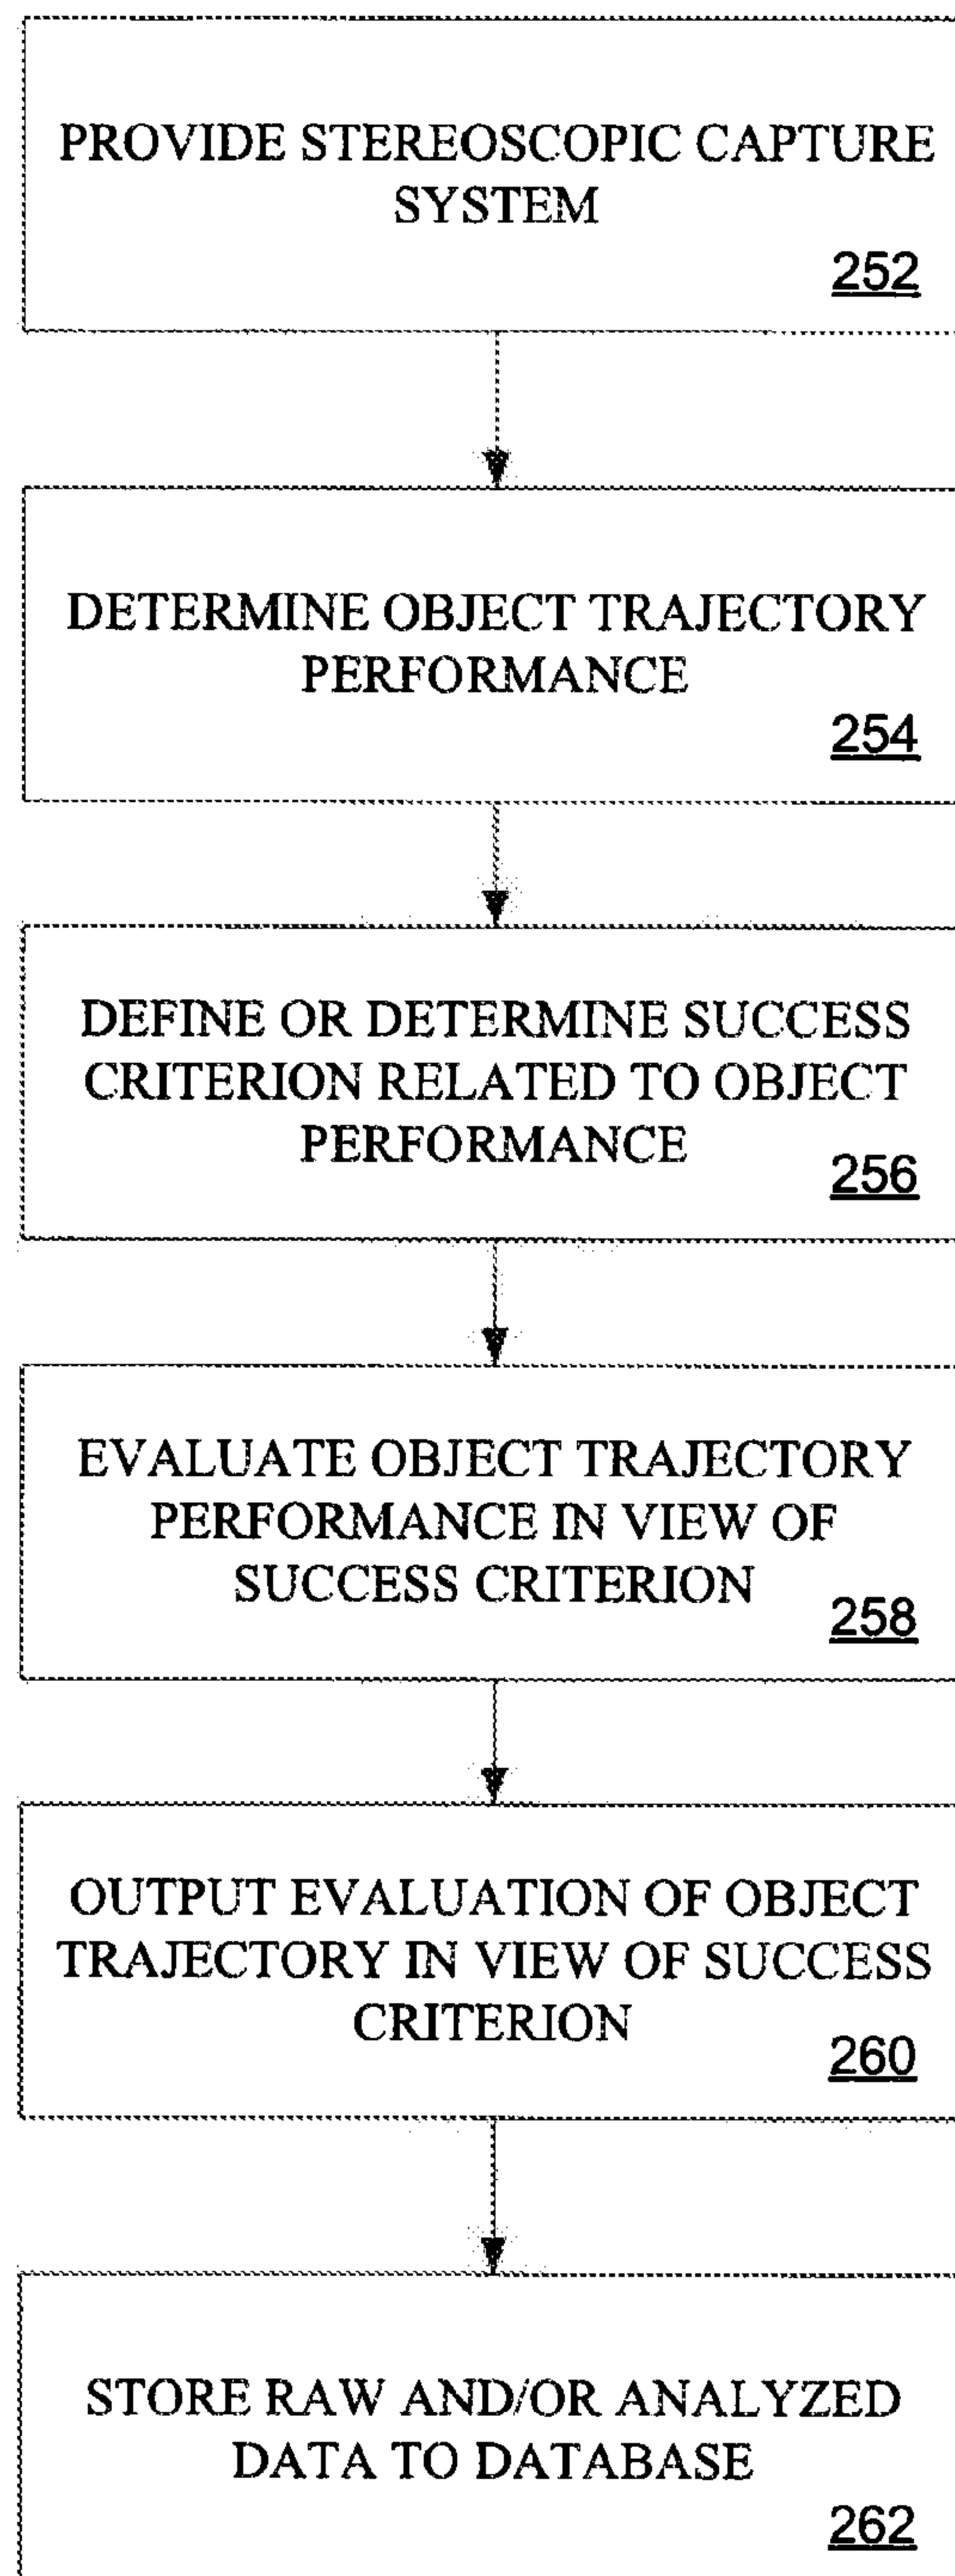 PROVIDE STEREOSCOPIC CAPTURE
SYSTEM
252
DETERMINE OBJECT TRAJECTORY
PERFORMANCE
254
DEFINE OR DETERMINE SUCCESS
CRITERION RELATED TO OBJECT
PERFORMANCE
256
EVALUATE OBJECT TRAJECTORY
PERFORMANCE IN VIEW OF
SUCCESS CRITERION
258
OUTPUT EVALUATION OF OBJECT
TRAJECTORY IN VIEW OF SUCCESS
CRITERION
260
STORE RAW AND/OR ANALYZED
DATA TO DATABASE
262